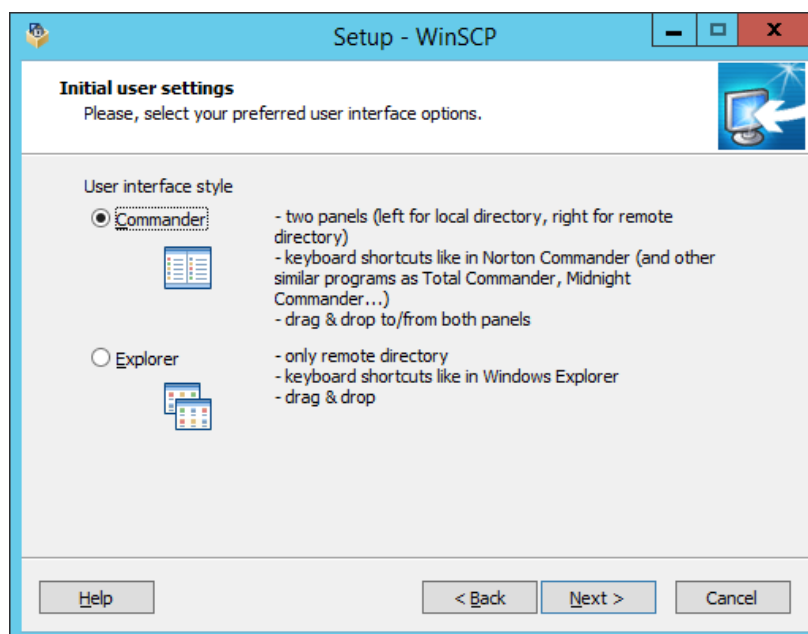 Setup - WinSCP
Initial user settings
Please, select your preferred user interface options.
User interface style
Commander
- two panels (left for local directory, right for remote
directory)
- keyboard shortcuts like in Norton Commander (and other
similar programs as Total Commander, Midnight
Commander...)
- drag & drop to/from both panels
Explorer
- only remote directory
- keyboard shortcuts like in Windows Explorer
- drag & drop
Help
< Back
Next >
Cancel